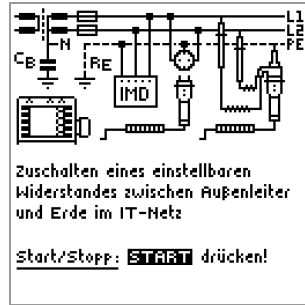 L1
L2
PE
N
CB
RE
IMD
Zuschalten eines einstellbaren
Widerstandes zwischen Außenleiter
und Erde im IT-Netz
Start/Stopp: START drücken!